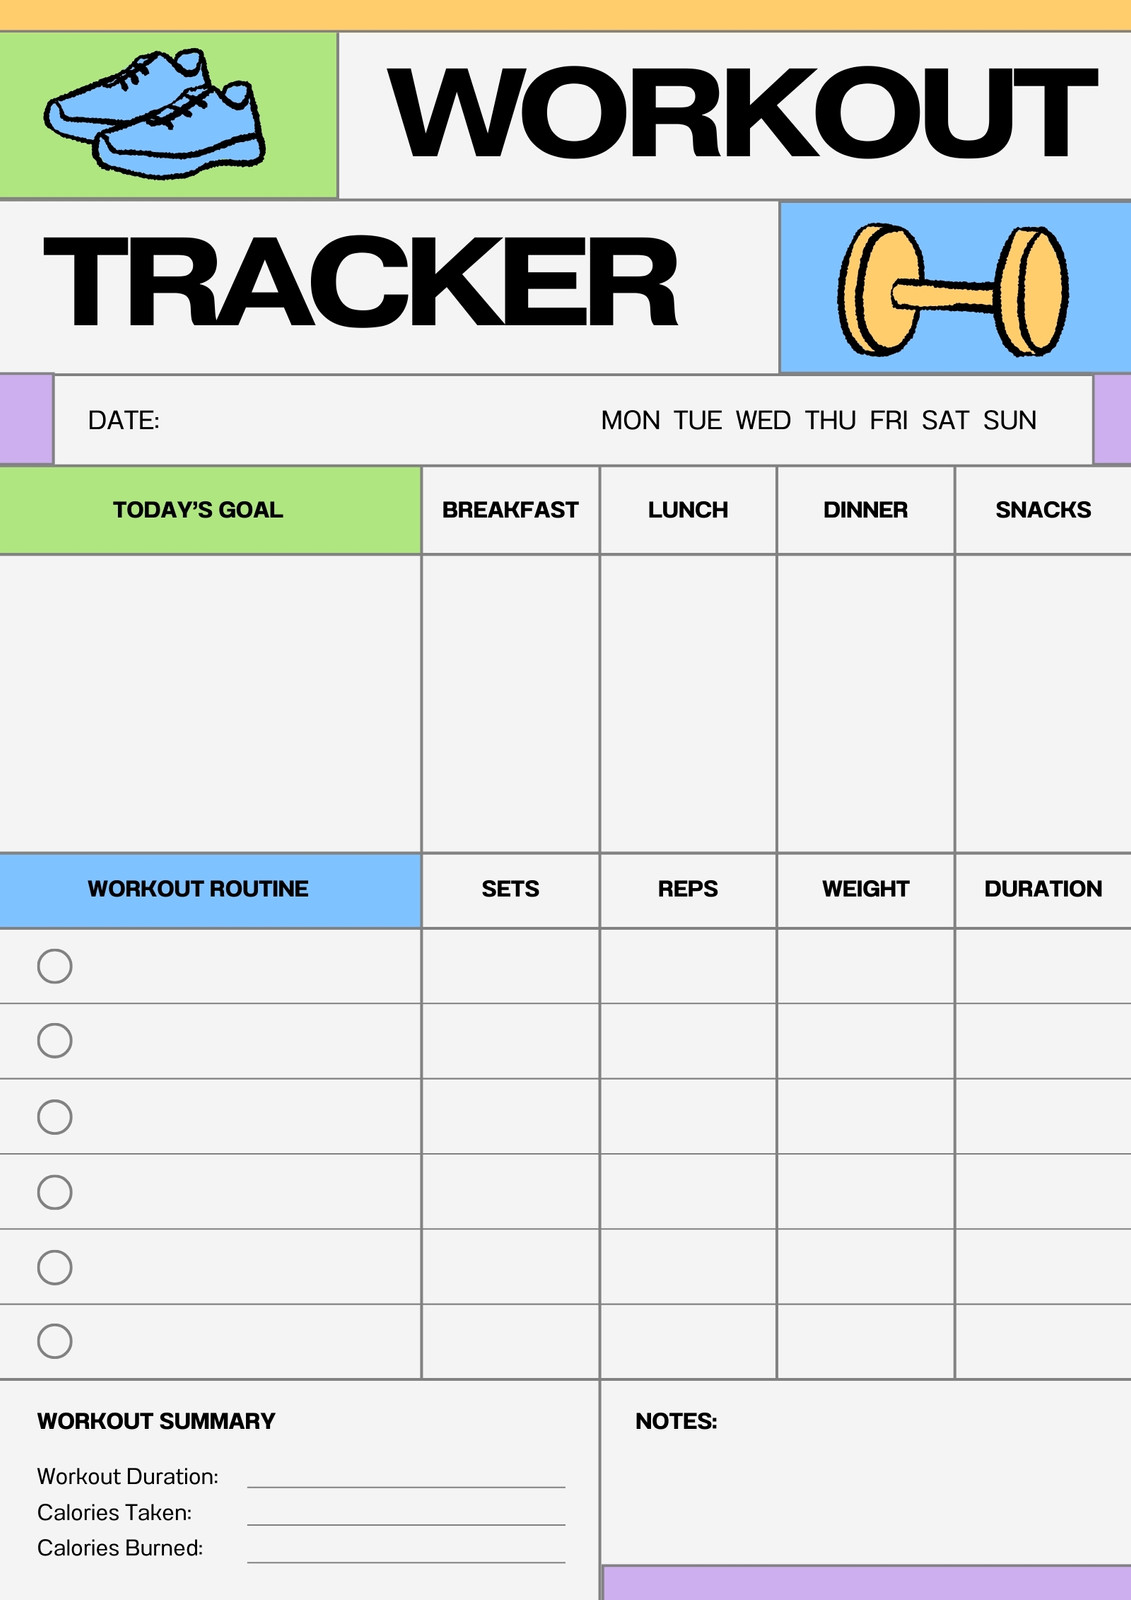 WORKOUT
TRACKER
DATE: MON TUE WED THU FRI SAT SUN
TODAY’S GOAL BREAKFAST LUNCH DINNER SNACKS
WORKOUT ROUTINE SETS REPS WEIGHT DURATION
WORKOUT SUMMARY
Workout Duration:
Calories Taken:
Calories Burned:
NOTES: